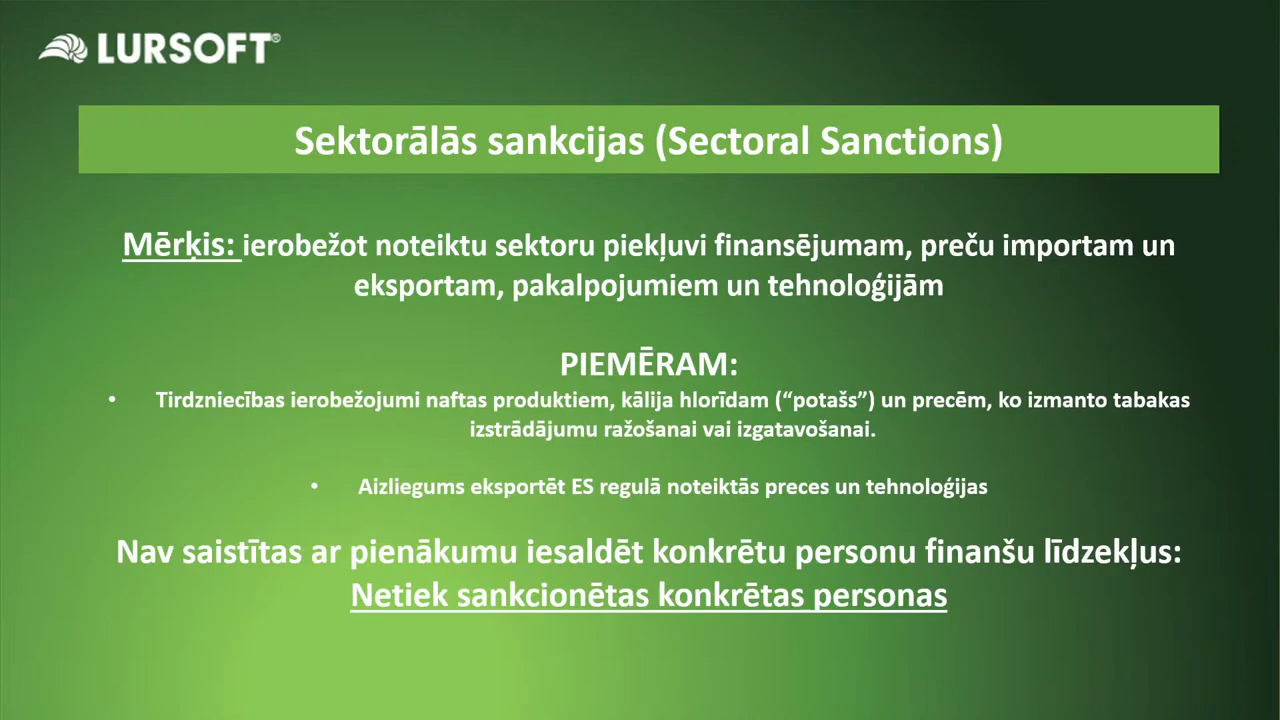 LURSOFT®
Sektorālās sankcijas (Sectoral Sanctions)
Mērķis: ierobežot noteiktu sektoru piekļuvi finansējumam, preču importam un
eksportam, pakalpojumiem un tehnoloģijām
PIEMĒRAM:
• Tirdzniecības ierobežojumi naftas produktiem, kālija hlorīdam (“potašs”) un precēm, ko izmanto tabakas
izstrādājumu ražošanai vai izgatavošanai.
• Aizliegums eksportēt ES regulā noteiktās preces un tehnoloģijas
Nav saistītas ar pienākumu iesaldēt konkrētu personu finanšu līdzekļus:
Netiek sankcionētas konkrētas personas